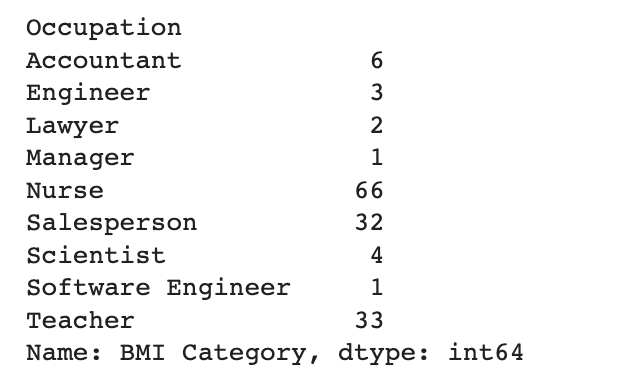 Occupation
Accountant 6
Engineer 3
Lawyer 2
Manager 1
Nurse 66
Salesperson 32
Scientist 4
Software Engineer 1
Teacher 33
Name: BMI Category, dtype: int64